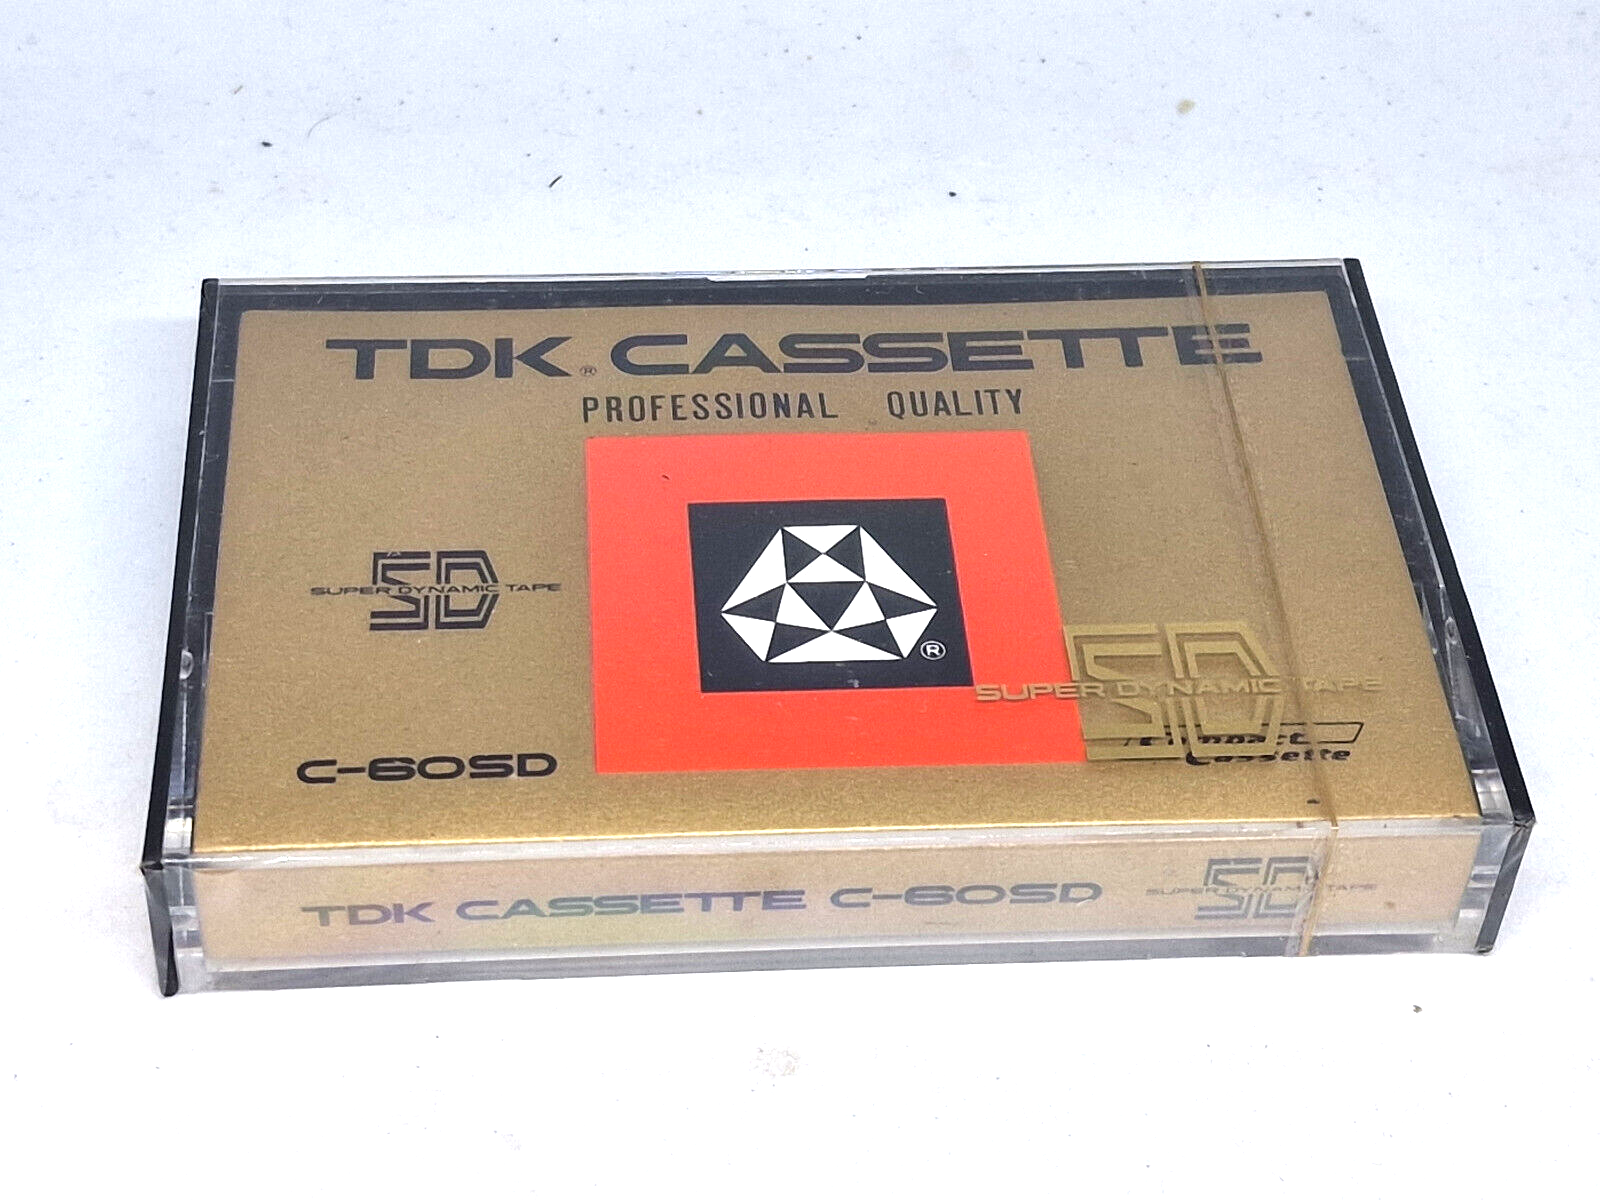 TDK® CASSETTE
PROFESSIONAL QUALITY
SD
SUPER DYNAMIC TAPE
®
SD
SUPER DYNAMIC TAPE
C-60SD
Compact
Cassette
TDK CASSETTE C-60SD
SD
SUPER DYNAMIC TAPE